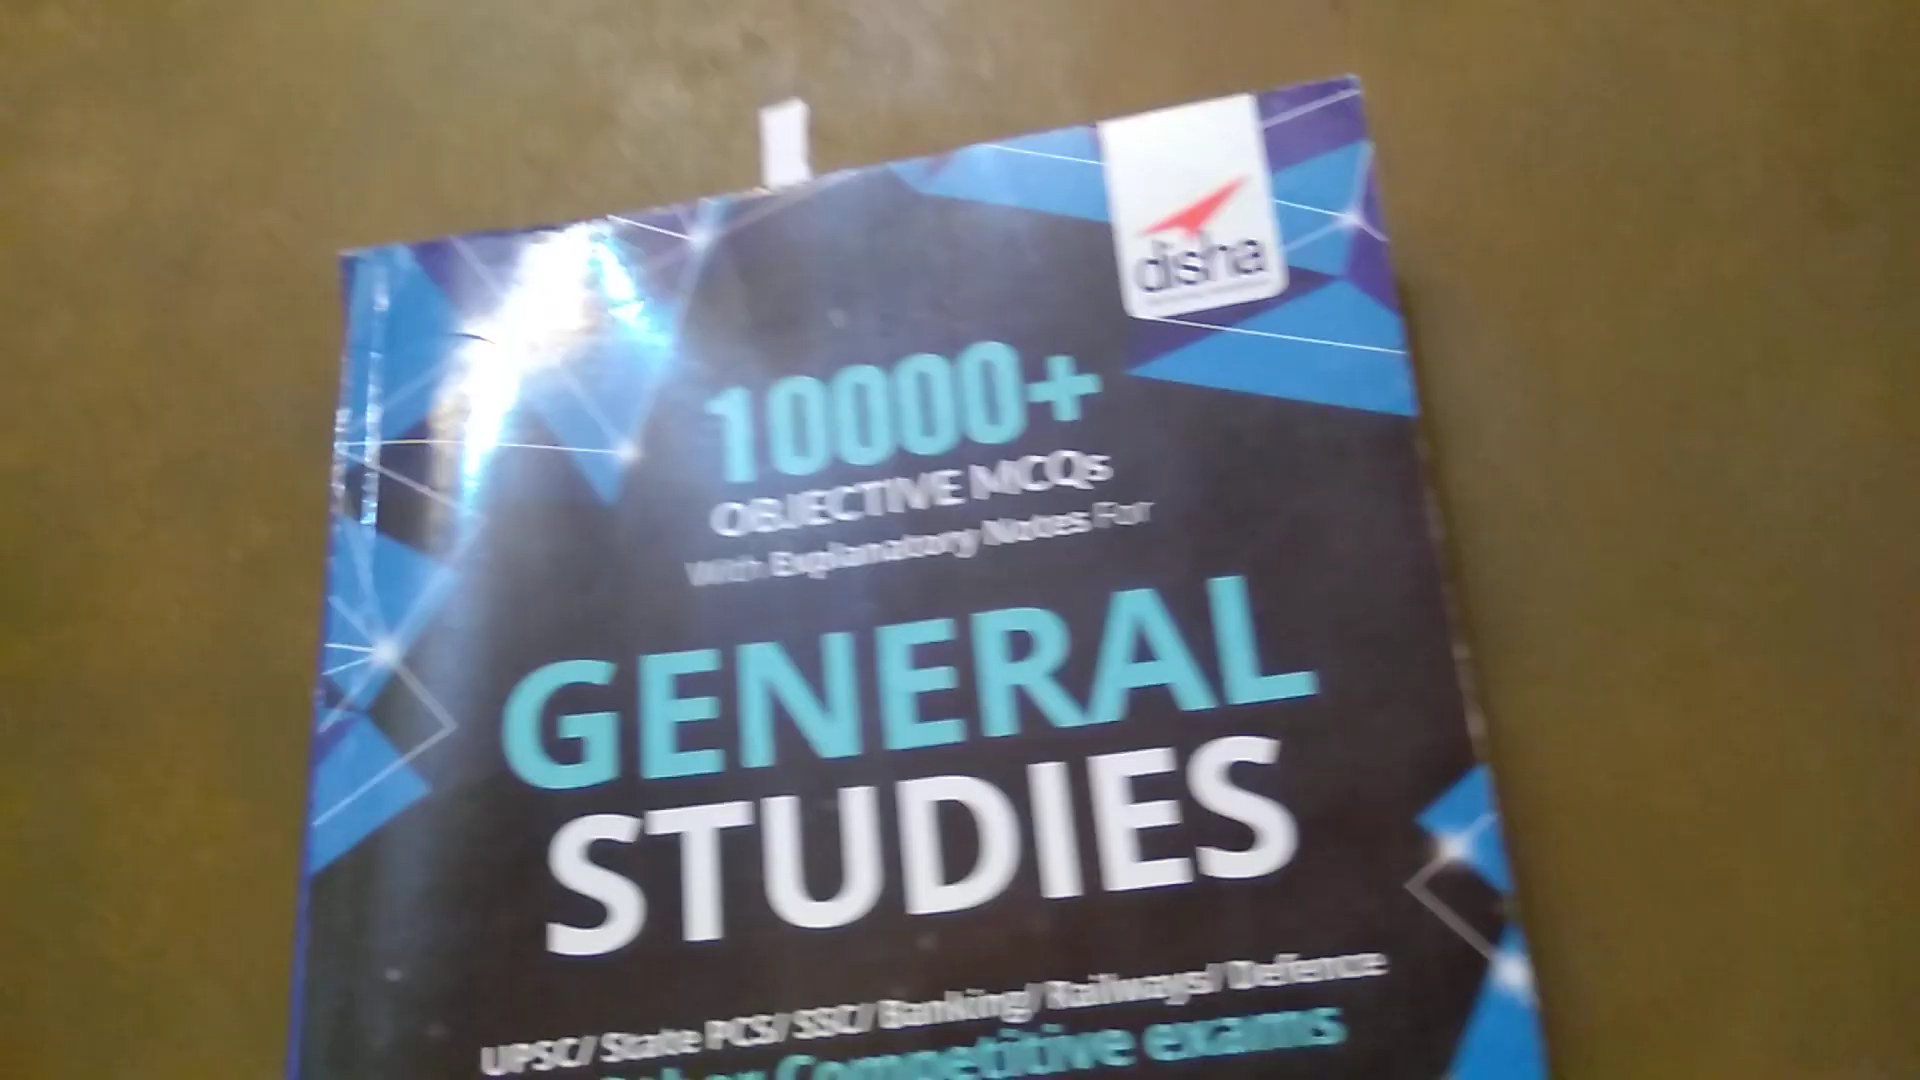 disha
10000+
OBJECTIVE MCQs
With Explanatory Notes For
GENERAL
STUDIES
UPSC/ State PCS/ SSC/ Banking/ Railways/ Defence
Other Competitive exams